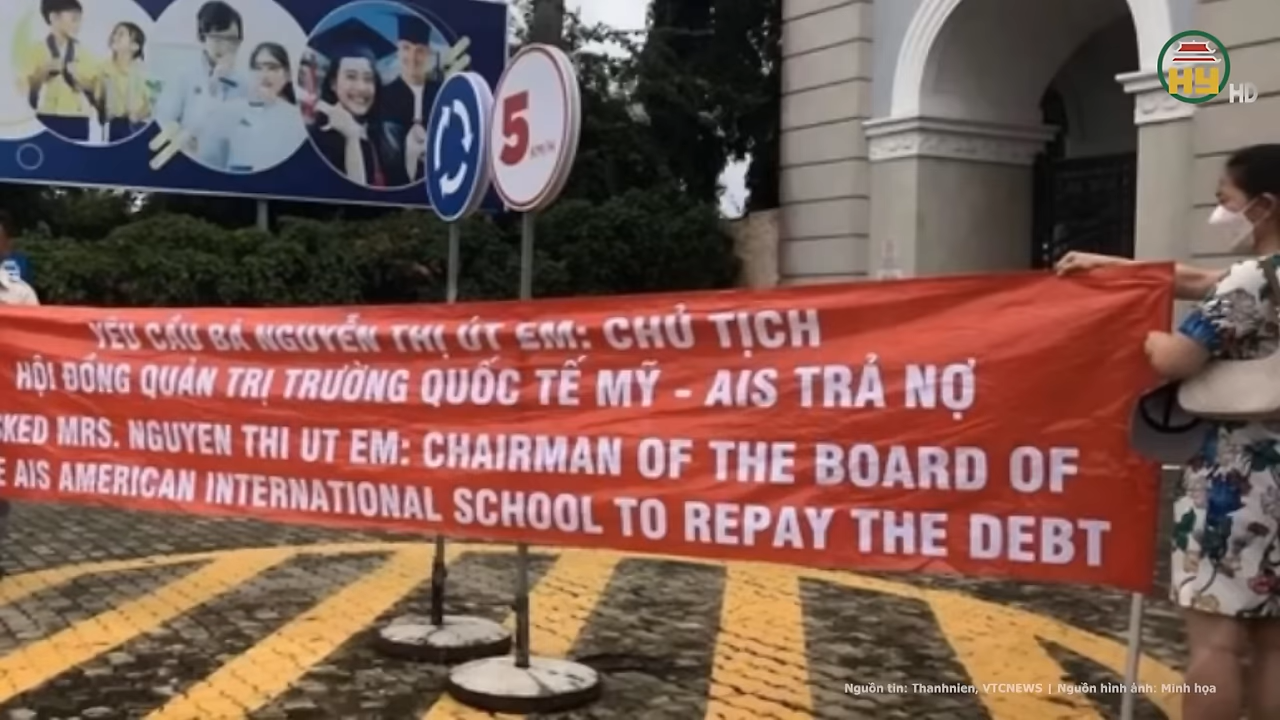 HY HD
5
YÊU CẦU BÀ NGUYỄN THỊ ÚT EM: CHỦ TỊCH
HỘI ĐỒNG QUẢN TRỊ TRƯỜNG QUỐC TẾ MỸ - AIS TRẢ NỢ
MRS. NGUYEN THI UT EM: CHAIRMAN OF THE BOARD OF
AIS AMERICAN INTERNATIONAL SCHOOL TO REPAY THE DEBT
Nguồn tin: Thanhnien, VTCNEWS | Nguồn hình ảnh: Minh họa